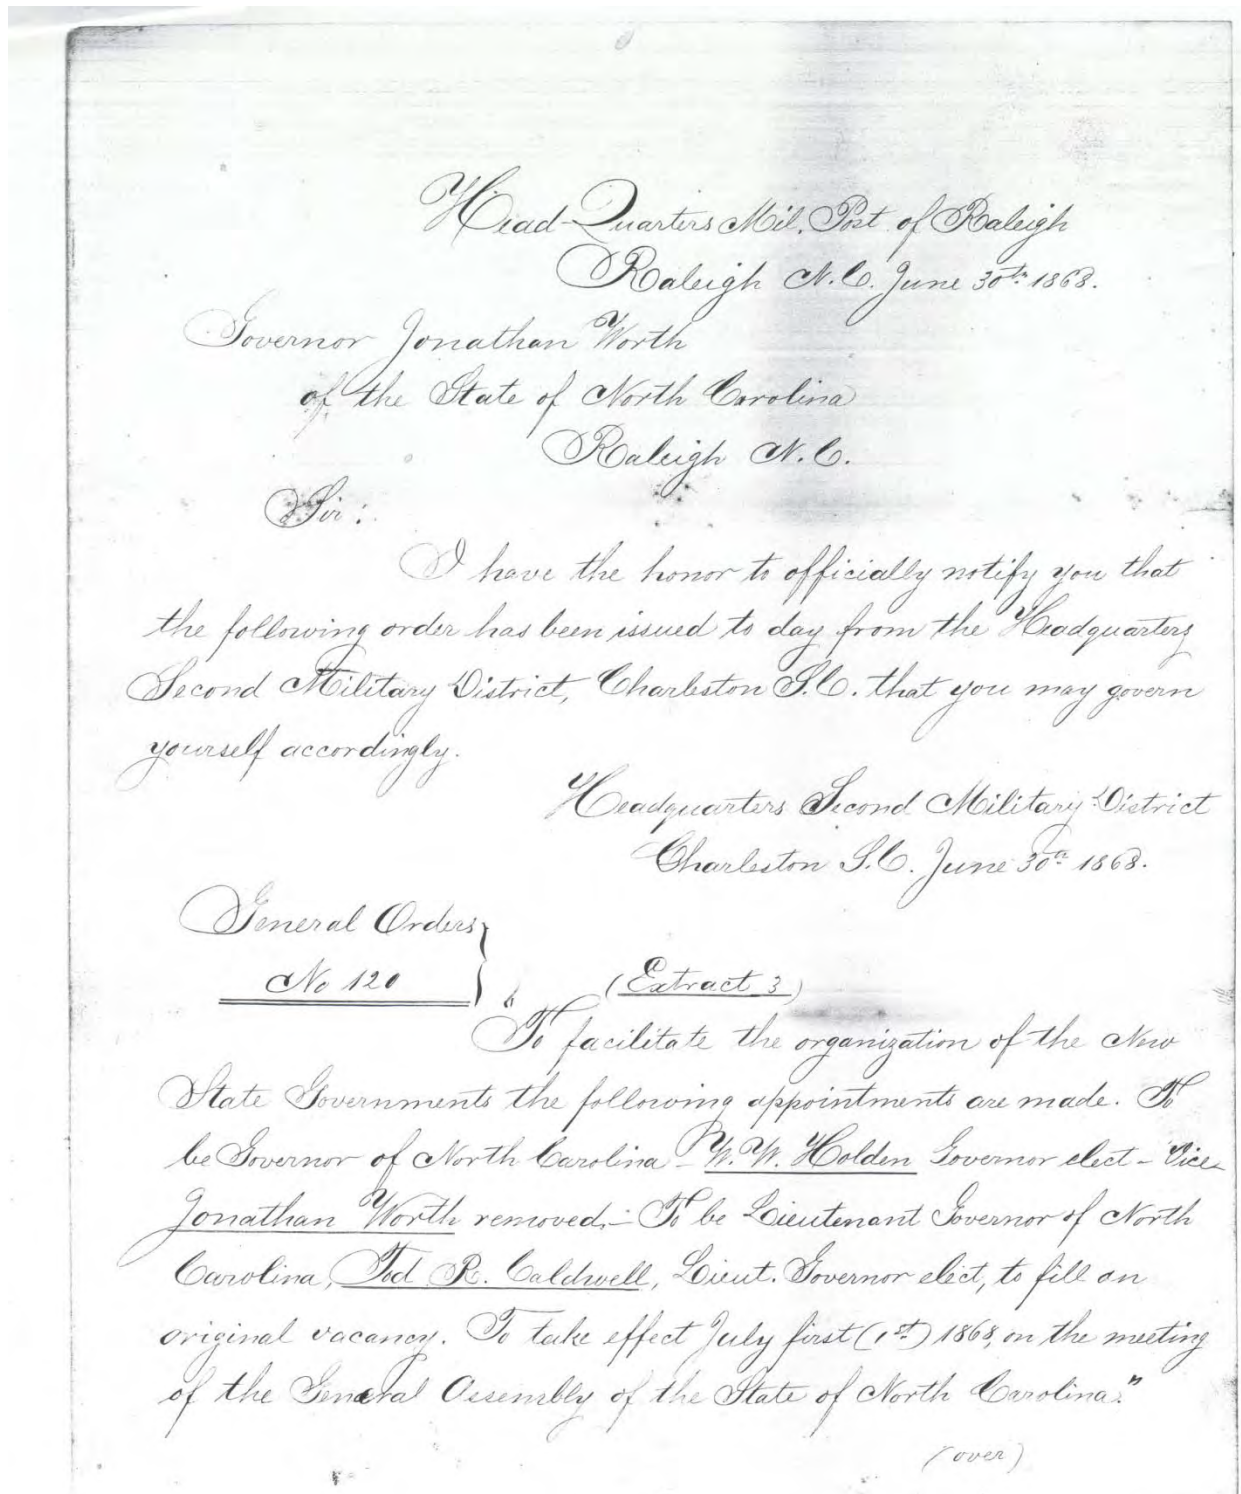 Head-Quarters Mil. Post of Raleigh
Raleigh N.C. June 30th 1868.
Governor Jonathan Worth
of the State of North Carolina
Raleigh N.C.
Sir:
I have the honor to officially notify you that
the following order has been issued to day from the Headquarters
Second Military District, Charleston S.C. that you may govern
yourself accordingly.
Headquarters Second Military District
Charleston S.C. June 30th 1868.
General Orders
No 120
(Extract 3)
"To facilitate the organization of the New
State Governments the following appointments are made. To
be Governor of North Carolina - W. W. Holden Governor elect - Vice
Jonathan Worth removed. - To be Lieutenant Governor of North
Carolina, Tod R. Caldwell, Lieut. Governor elect, to fill an
original vacancy. To take effect July first (1st) 1868, on the meeting
of the General Assembly of the State of North Carolina."
(over)